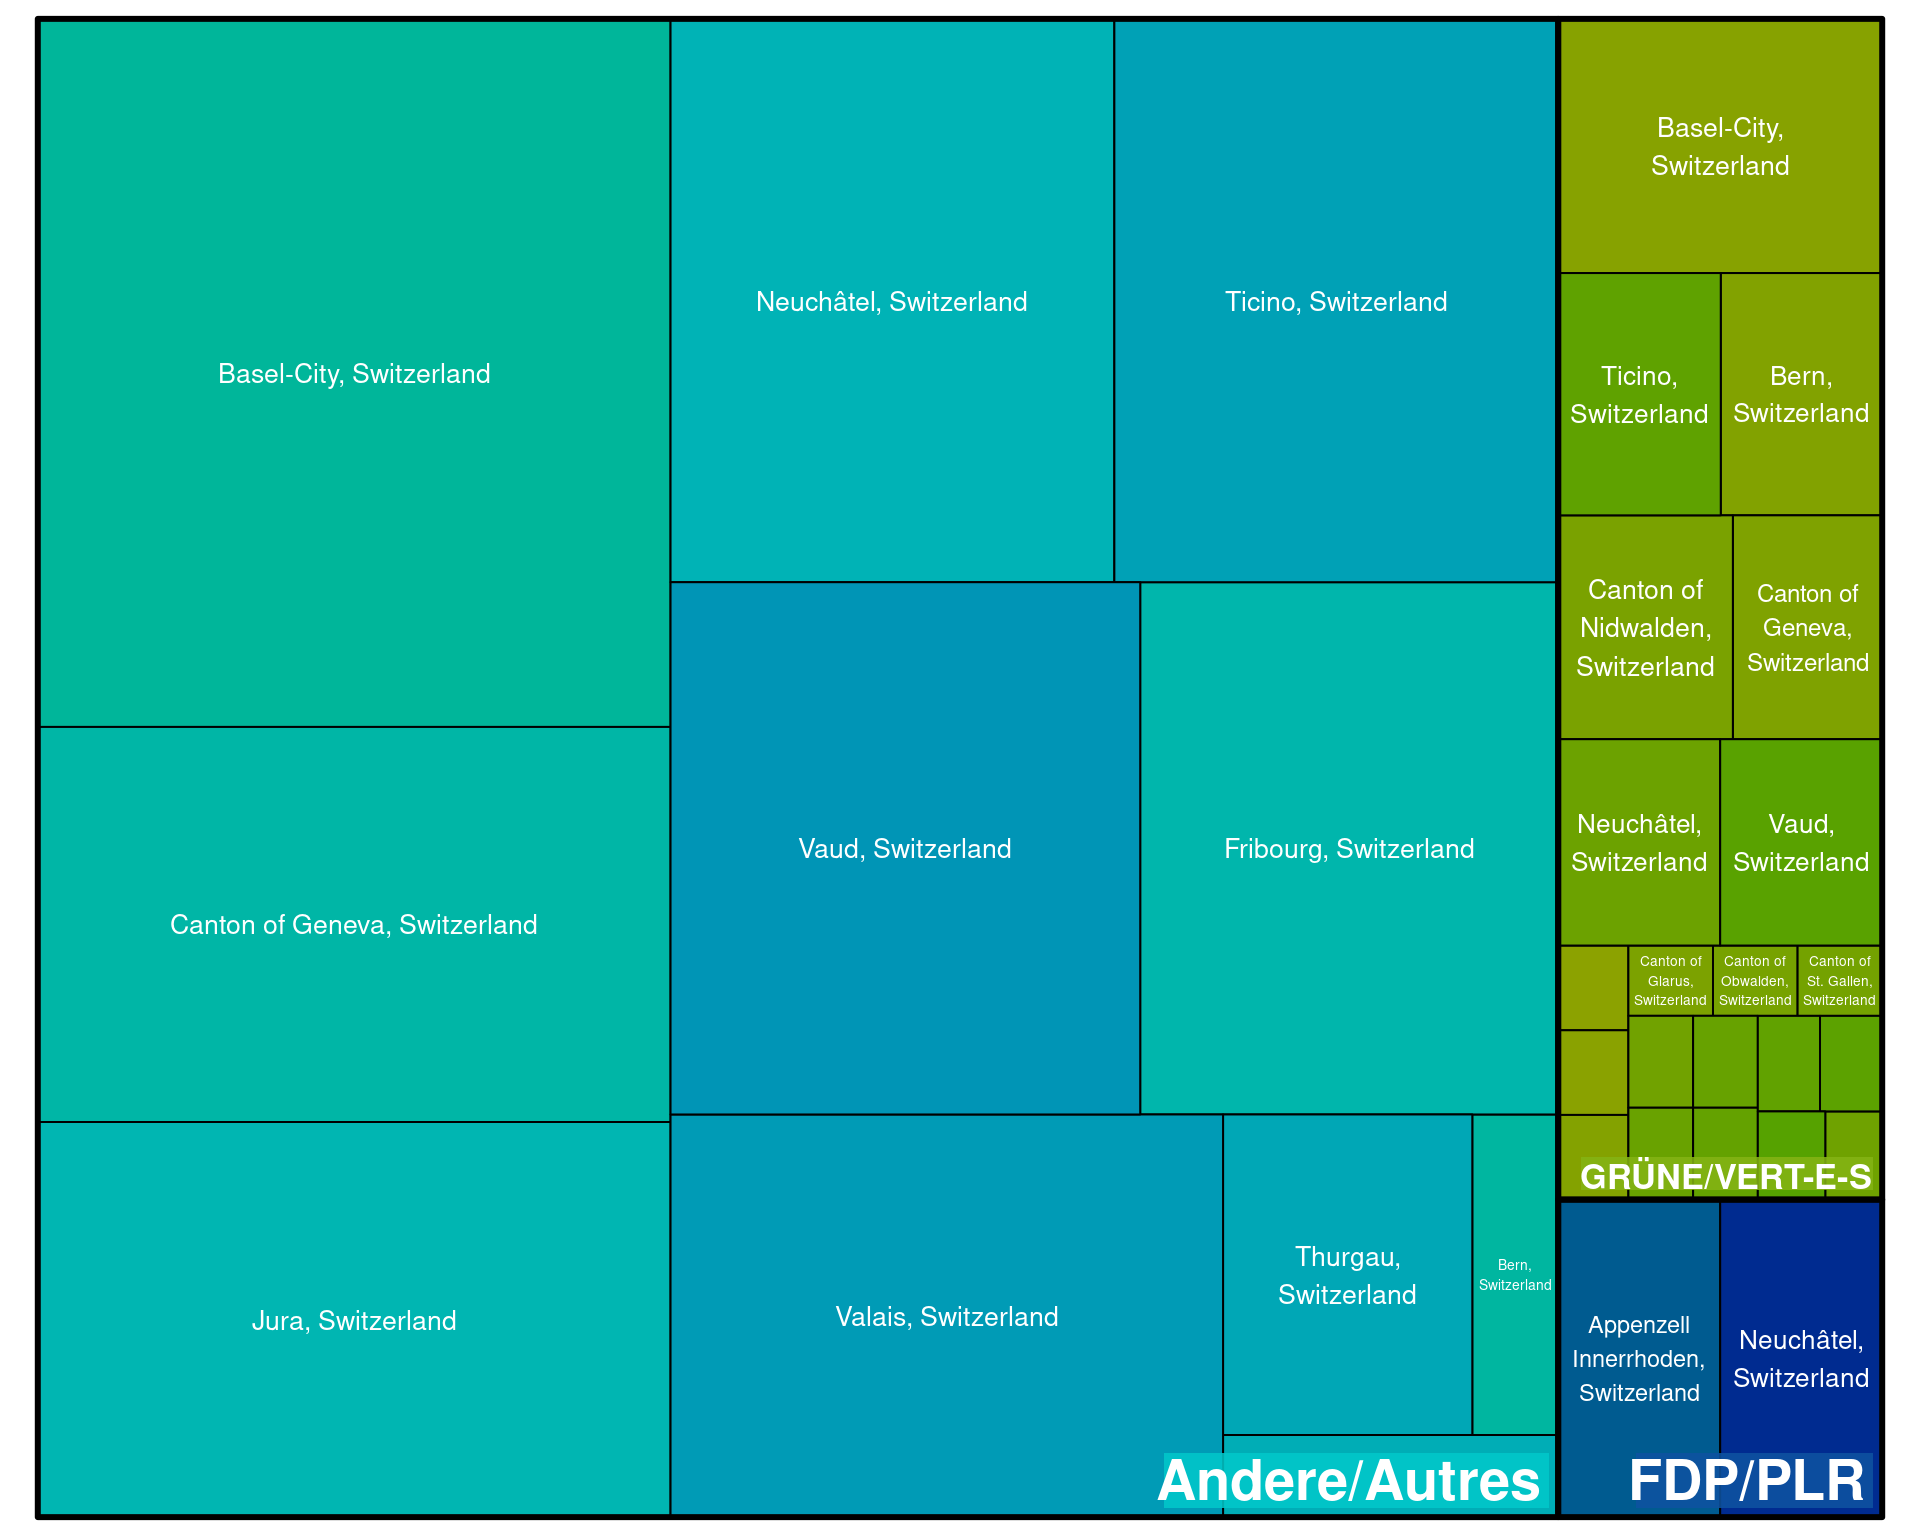 Basel-City, Switzerland
Canton of Geneva, Switzerland
Jura, Switzerland
Neuchâtel, Switzerland
Ticino, Switzerland
Vaud, Switzerland
Fribourg, Switzerland
Valais, Switzerland
Thurgau,
Switzerland
Bern,
Switzerland
Andere/Autres
Basel-City,
Switzerland
Ticino,
Switzerland
Bern,
Switzerland
Canton of
Nidwalden,
Switzerland
Canton of
Geneva,
Switzerland
Neuchâtel,
Switzerland
Vaud,
Switzerland
Canton of
Glarus,
Switzerland
Canton of
Obwalden,
Switzerland
Canton of
St. Gallen,
Switzerland
GRÜNE/VERT-E-S
Appenzell
Innerrhoden,
Switzerland
Neuchâtel,
Switzerland
FDP/PLR